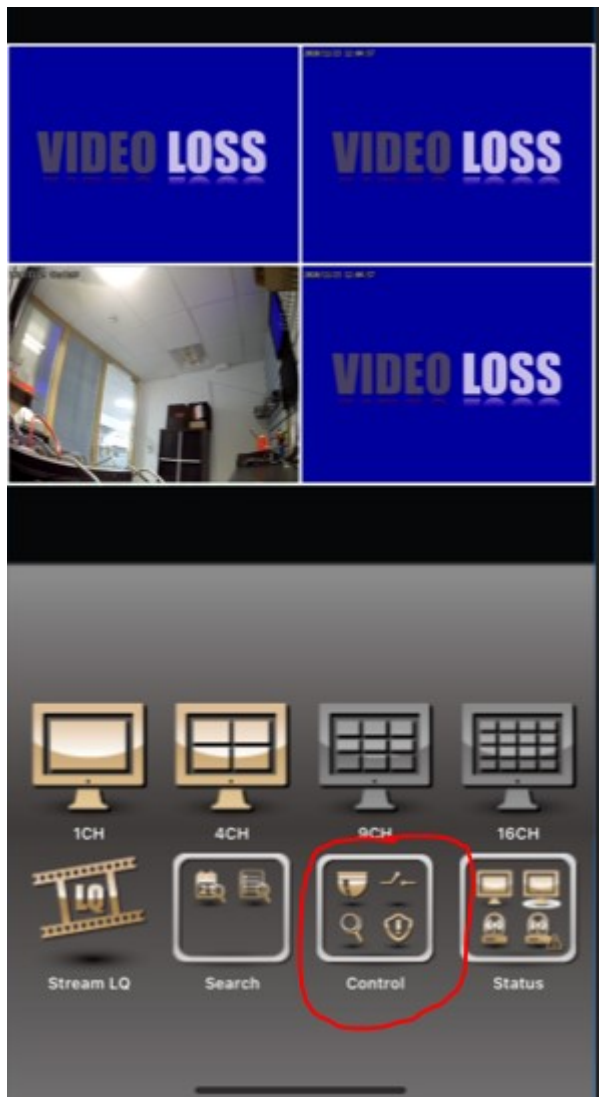 VIDEO LOSS
VIDEO LOSS
VIDEO LOSS
1CH
4CH
9CH
16CH
LQ
Stream LQ
Search
Control
Status